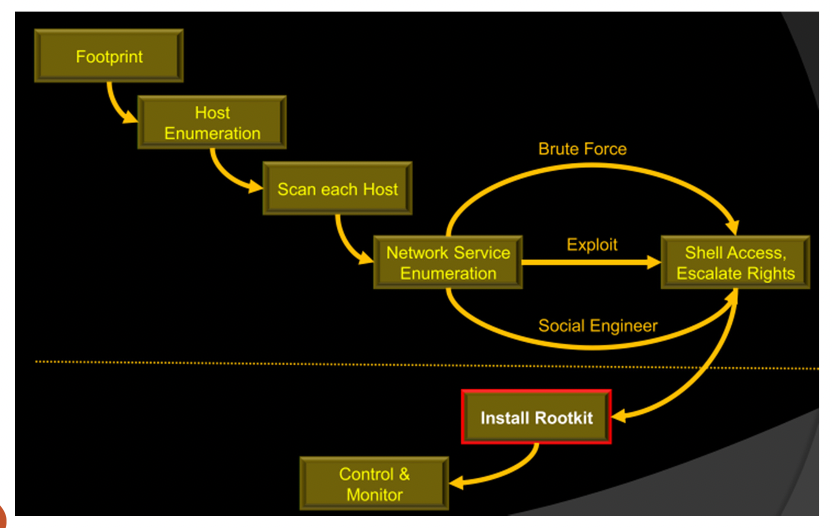 Footprint
Host
Enumeration
Scan each Host
Brute Force
Network Service
Enumeration
Exploit
Shell Access,
Escalate Rights
Social Engineer
Install Rootkit
Control &
Monitor